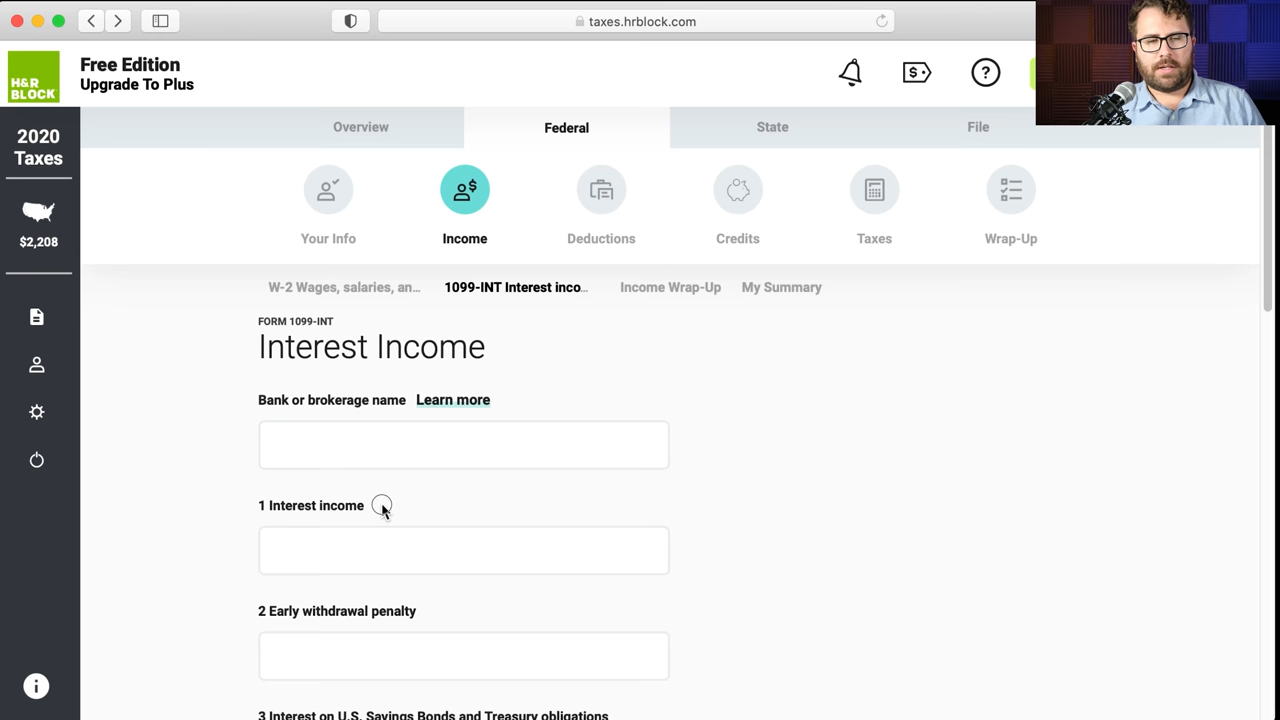 taxes.hrblock.com
H&R
BLOCK
Free Edition
Upgrade To Plus
$
?
2020
Taxes
$2,208
Overview
Federal
State
File
$
Your Info
Income
Deductions
Credits
Taxes
Wrap-Up
W-2 Wages, salaries, an...
1099-INT Interest inco...
Income Wrap-Up
My Summary
FORM 1099-INT
Interest Income
Bank or brokerage name Learn more
1 Interest income
2 Early withdrawal penalty
3 Interest on U.S. Savings Bonds and Treasury obligations
i